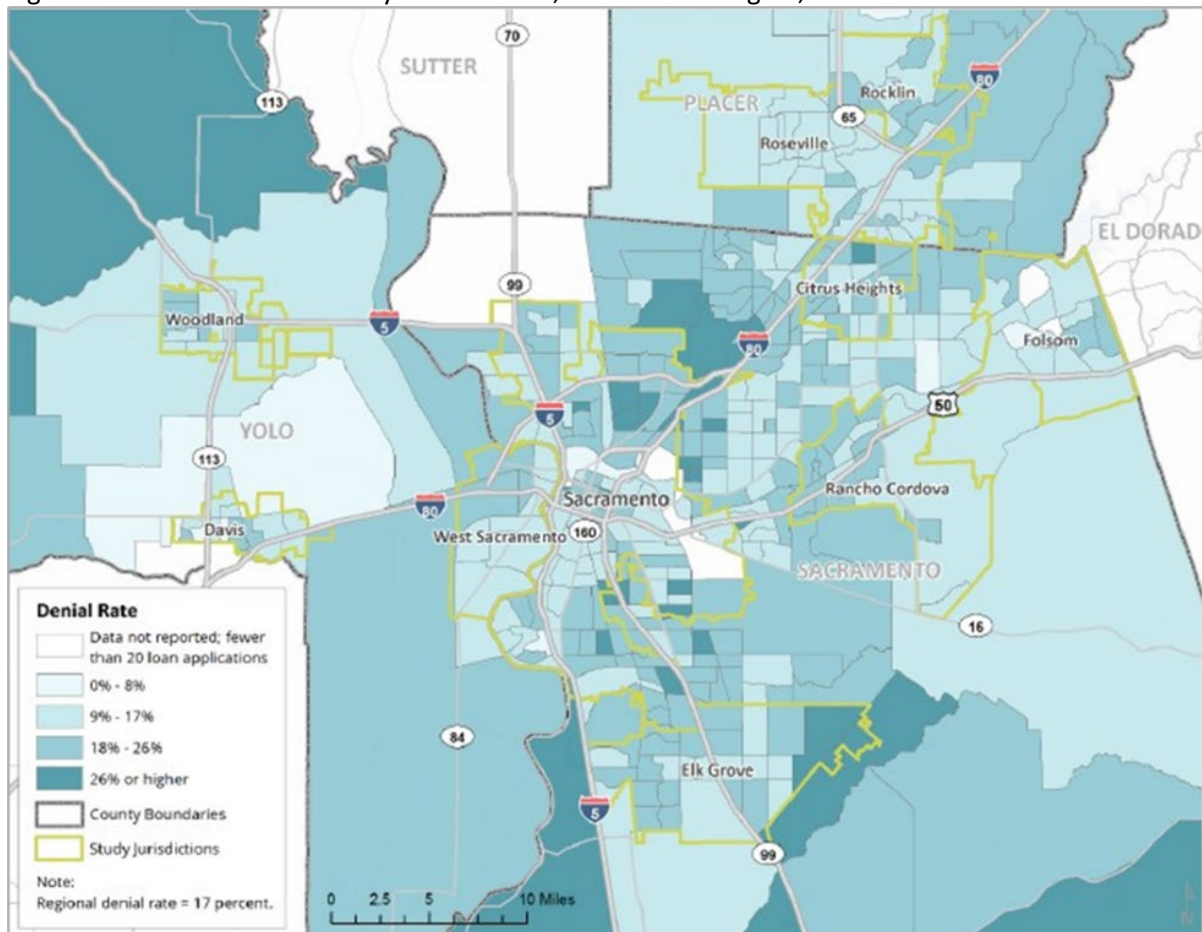 70
SUTTER
113
80
PLACER
Rocklin
65
Roseville
EL DORAD
99
Citrus Heights
5
Woodland
80
Folsom
50
5
YOLO
113
Rancho Cordova
Sacramento
80
Davis
West Sacramento
160
SACRAMENTO
16
84
Elk Grove
5
99
Denial Rate
Data not reported; fewer
than 20 loan applications
0% - 8%
9% - 17%
18% - 26%
26% or higher
County Boundaries
Study Jurisdictions
Note:
Regional denial rate = 17 percent.
0 2.5 5 10 Miles